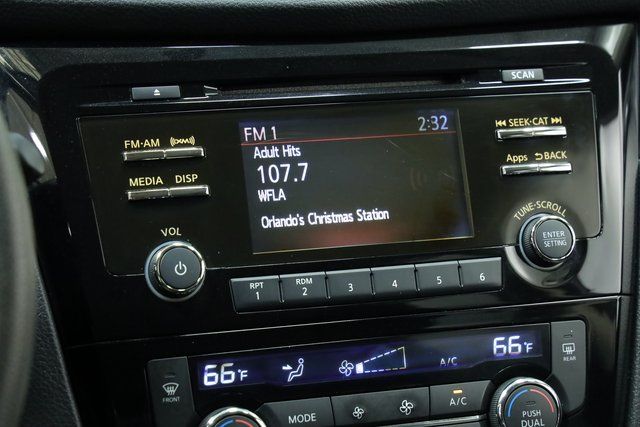 SCAN
FM 1 2:32
FM·AM (XM)
SEEK·CAT
Adult Hits
107.7
WFLA
Orlando's Christmas Station
Apps BACK
MEDIA DISP
TUNE·SCROLL
VOL
ENTER
SETTING
RPT
1
RDM
2
3
4
5
6
66°F A/C 66°F
FRONT
REAR
MODE
A/C
PUSH
DUAL